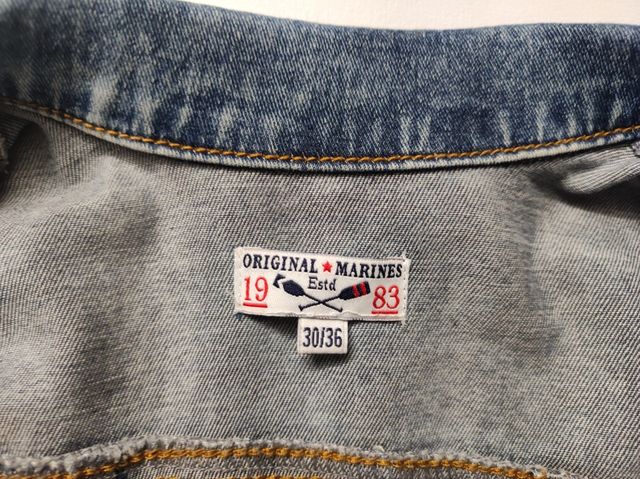 ORIGINAL ★ MARINES
19 Estd 83
30/36